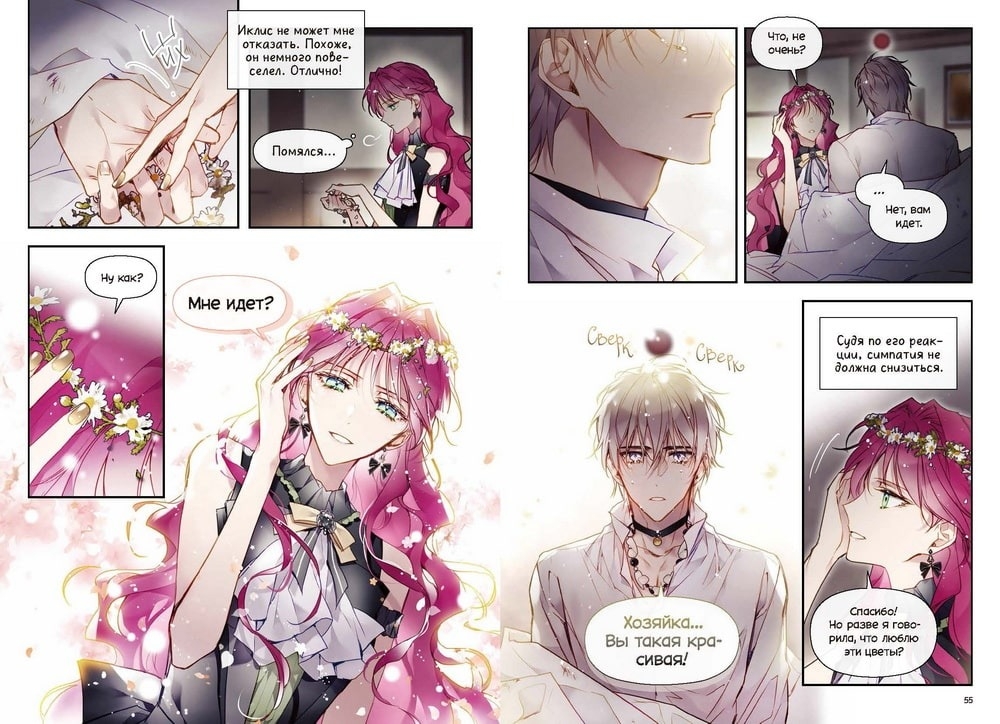 ШУ
ИХ
Иклис не может мне
отказать. Похоже,
он немного пове-
селел. Отлично!
Помялся...
Ну как?
Мне идет?
Что, не
очень?
...
Нет, вам
идет.
Сверк
Сверк
Хозяйка...
Вы такая кра-
сивая!
Судя по его реак-
ции, симпатия не
должна снизиться.
Спасибо!
Но разве я гово-
рила, что люблю
эти цветы?
55